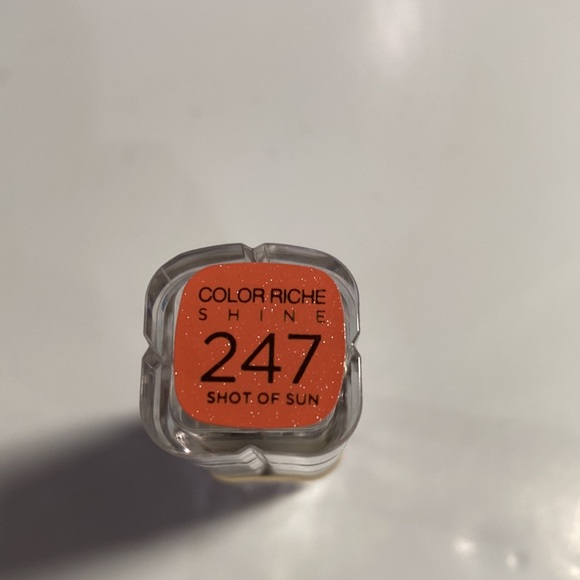 COLOR RICHE
SHINE
247
SHOT OF SUN